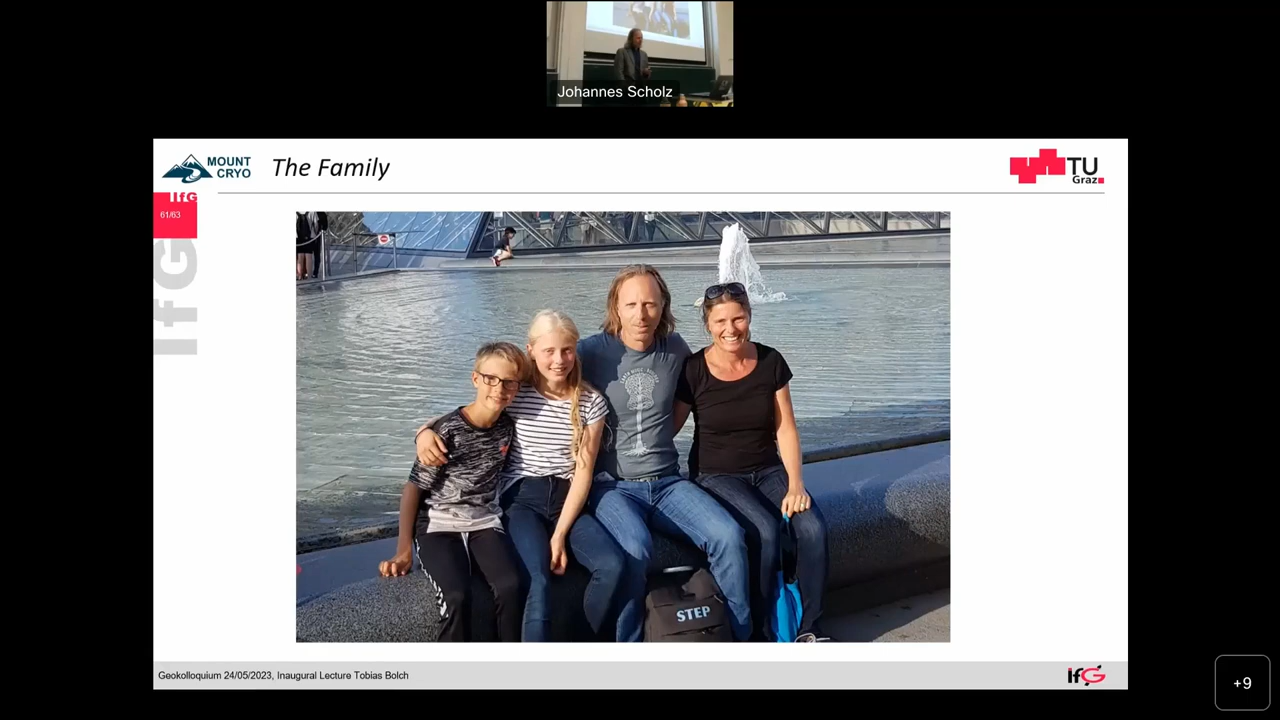 Johannes Scholz
MOUNT
CRYO
The Family
TU
Graz
IfG
61/63
IfG
STEP
Geokolloquium 24/05/2023, Inaugural Lecture Tobias Bolch
IfG
+9